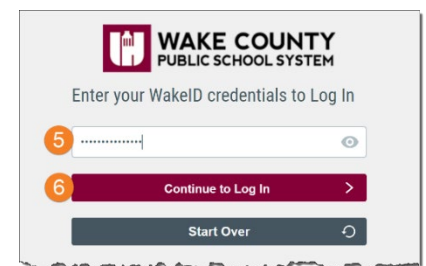 WAKE COUNTY
PUBLIC SCHOOL SYSTEM
Enter your WakeID credentials to Log In
5
6
Continue to Log In
Start Over